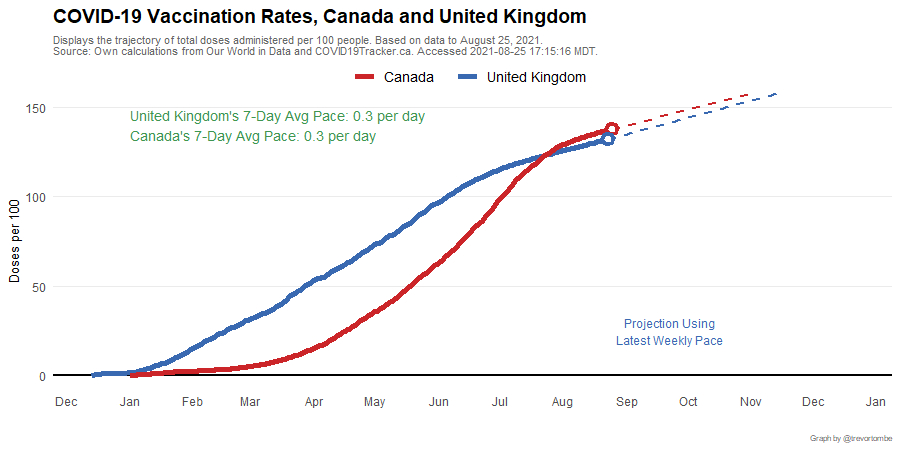 COVID-19 Vaccination Rates, Canada and United Kingdom
Displays the trajectory of total doses administered per 100 people. Based on data to August 25, 2021.
Source: Own calculations from Our World in Data and COVID19Tracker.ca. Accessed 2021-08-25 17:15:16 MDT.
Canada United Kingdom
United Kingdom's 7-Day Avg Pace: 0.3 per day
Canada's 7-Day Avg Pace: 0.3 per day
Doses per 100
150
100
50
0
Projection Using
Latest Weekly Pace
Dec Jan Feb Mar Apr May Jun Jul Aug Sep Oct Nov Dec Jan
Graph by @trevortombe